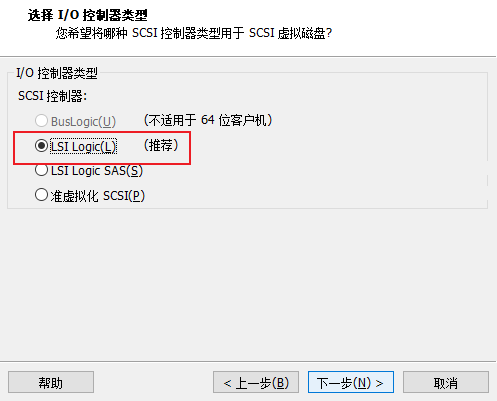 选择 I/O 控制器类型
您希望将哪种 SCSI 控制器类型用于 SCSI 虚拟磁盘?
I/O 控制器类型
SCSI 控制器:
BusLogic(U) (不适用于 64 位客户机)
LSI Logic(L) (推荐)
LSI Logic SAS(S)
准虚拟化 SCSI(P)
帮助 < 上一步(B) 下一步(N) > 取消